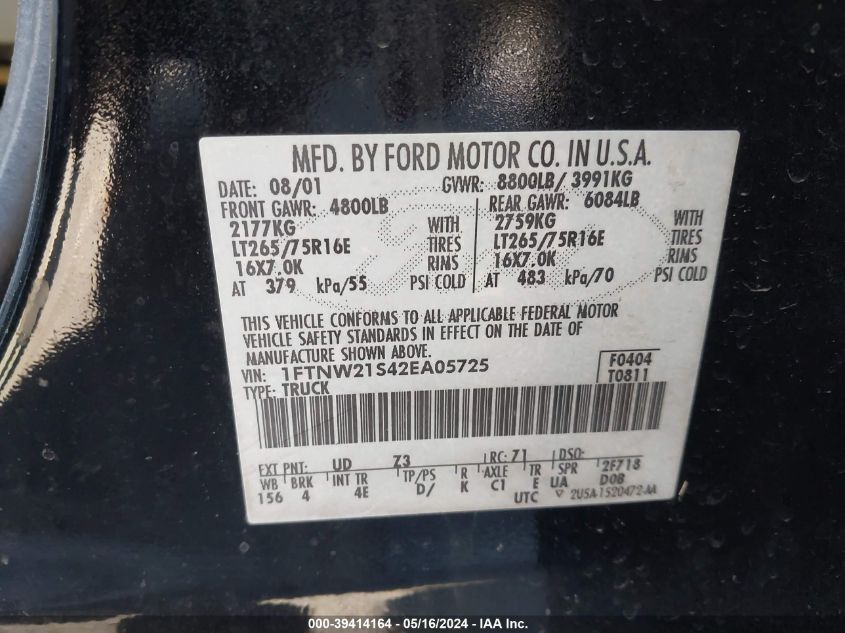 MFD. BY FORD MOTOR CO. IN U.S.A.
DATE: 08/01 GVWR: 8800LB/ 3991KG
FRONT GAWR: 4800LB REAR GAWR: 6084LB
2177KG WITH 2759KG WITH
LT265/75R16E TIRES LT265/75R16E TIRES
16X7.0K RIMS 16X7.0K RIMS
AT 379 kPa/55 PSI COLD AT 483 kPa/70 PSI COLD
THIS VEHICLE CONFORMS TO ALL APPLICABLE FEDERAL MOTOR
VEHICLE SAFETY STANDARDS IN EFFECT ON THE DATE OF
MANUFACTURE SHOWN ABOVE.
VIN: 1FTNW21S42EA05725 F0404
TYPE: TRUCK T0811
EXT PNT: UD Z3 RC: 71 DSO:
WB BRK INT TR TP/PS R AXLE TR SPR 2F718
156 4 4E D/ K C1 E UA D0B
UTC 2U5A-1520472-AA
000-39414164 - 05/16/2024 - IAA Inc.